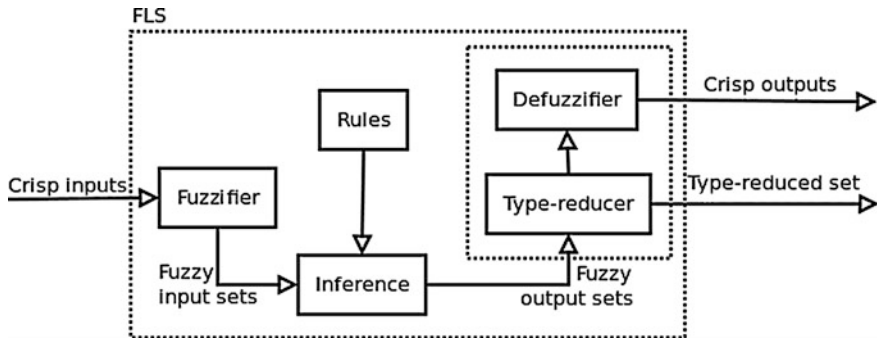 FLS
Defuzzifier
Crisp outputs
Rules
Crisp inputs
Fuzzifier
Type-reducer
Type-reduced set
Fuzzy
input sets
Inference
Fuzzy
output sets